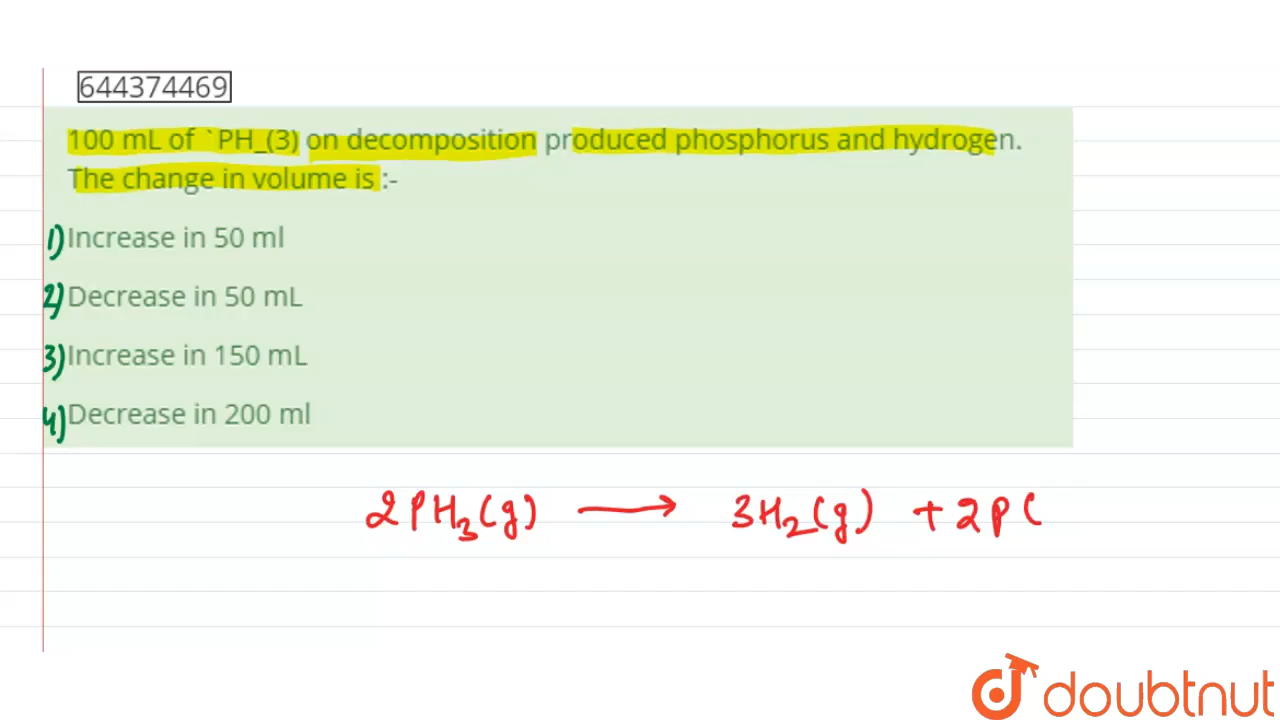 644374469
100 mL of `PH_(3) on decomposition produced phosphorus and hydrogen.
The change in volume is :-
1) Increase in 50 ml
2) Decrease in 50 mL
3) Increase in 150 mL
4) Decrease in 200 ml
2PH₃(g) ⟶ 3H₂(g) + 2P(
doubtnut